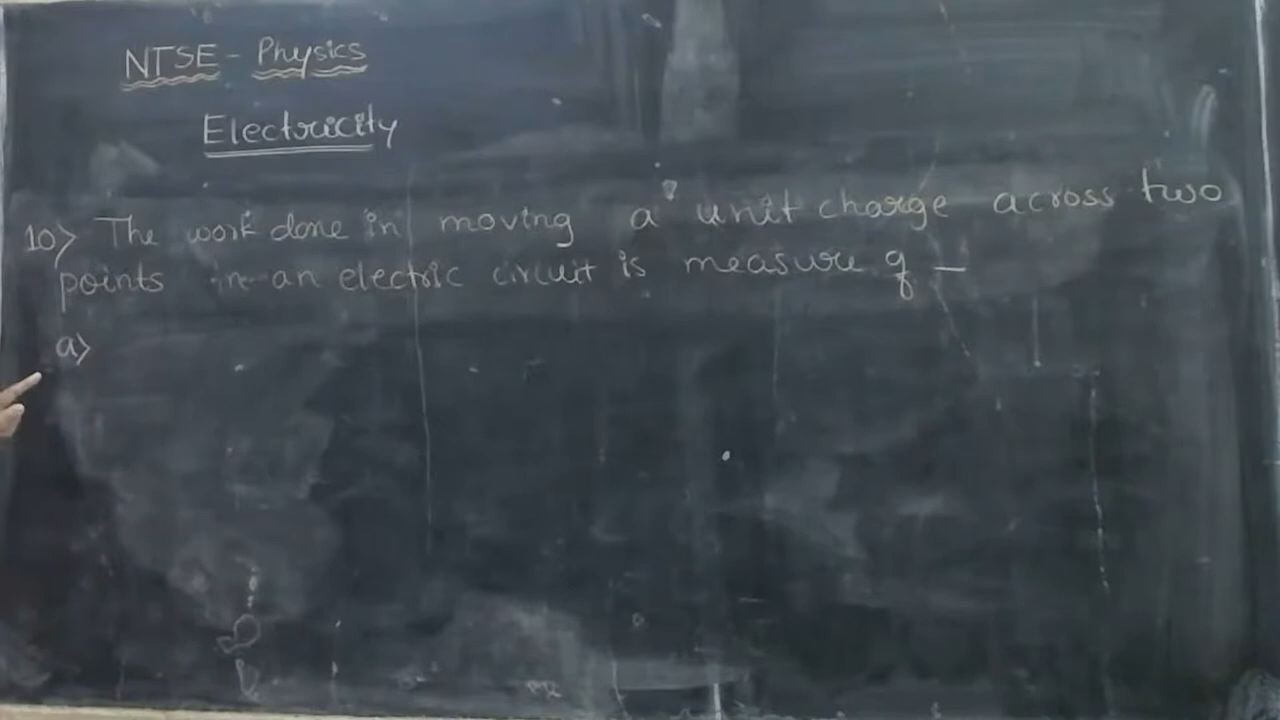 NTSE - Physics
Electricity
10) The work done in moving a unit charge across two
points in an electric circuit is measure of —
a)